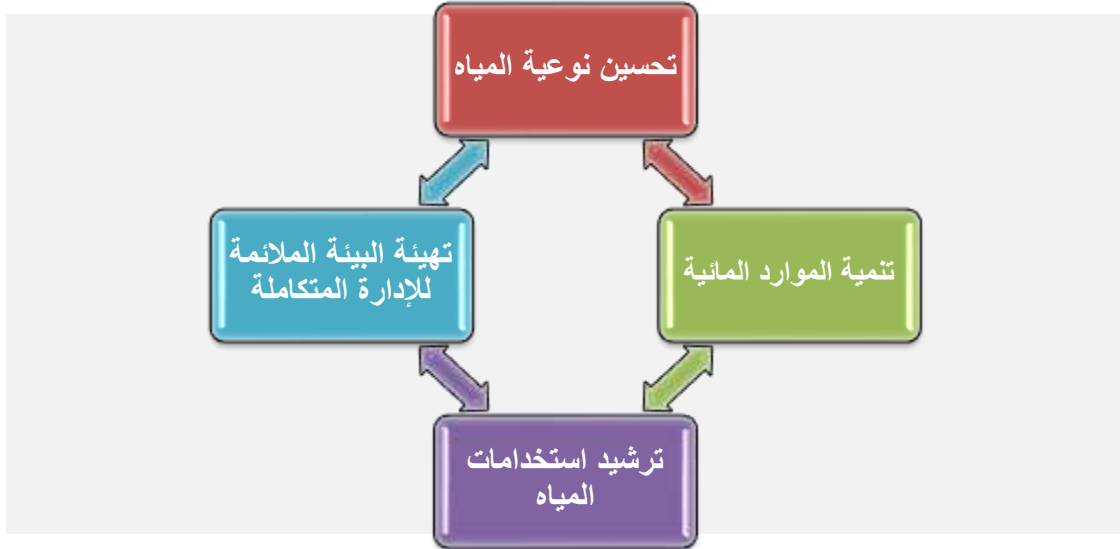 تحسين نوعية المياه
تنمية الموارد المائية
تهيئة البيئة الملائمة
للإدارة المتكاملة
ترشيد استخدامات
المياه